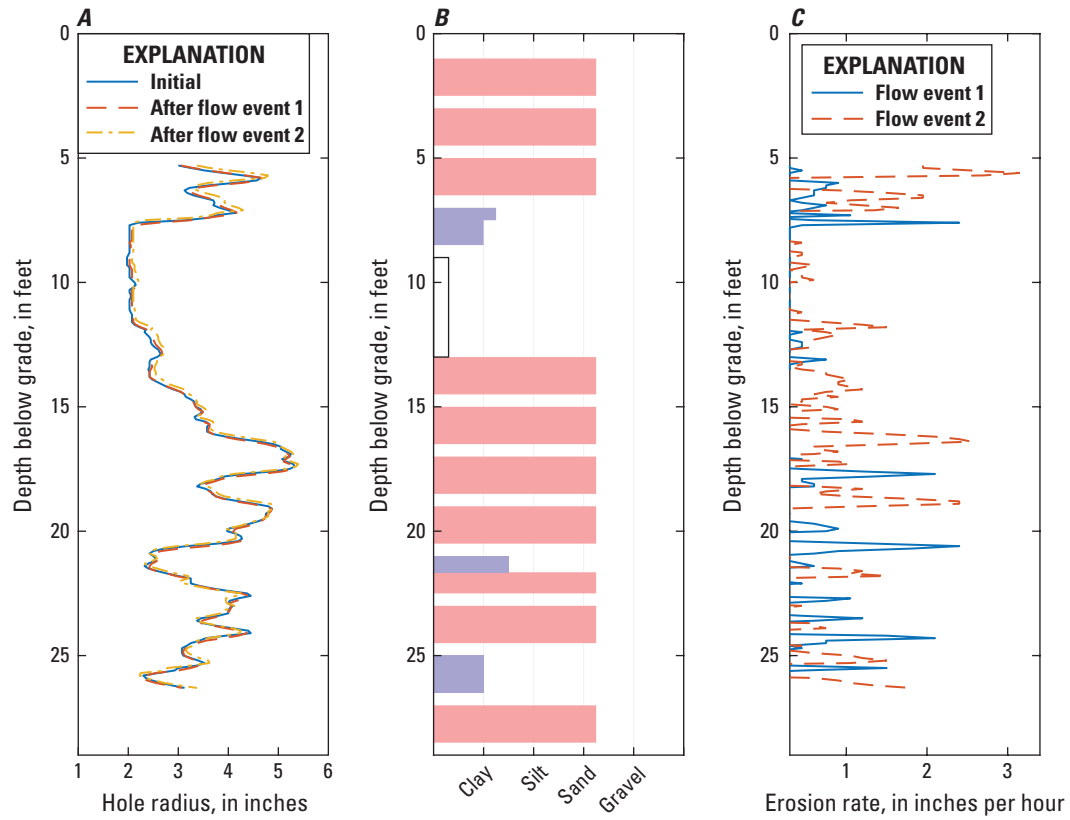 A
EXPLANATION
Initial
After flow event 1
After flow event 2
0
5
10
15
20
25
Depth below grade, in feet
1 2 3 4 5 6
Hole radius, in inches
B
0
5
10
15
20
25
Depth below grade, in feet
Clay Silt Sand Gravel
C
EXPLANATION
Flow event 1
Flow event 2
0
5
10
15
20
25
Depth below grade, in feet
1 2 3
Erosion rate, in inches per hour